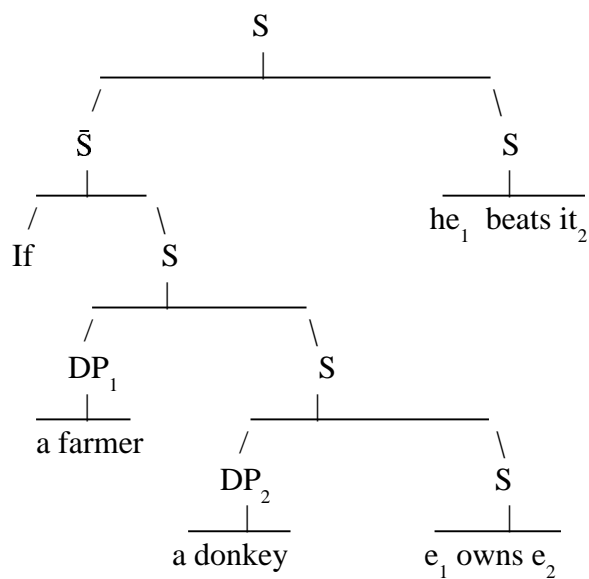 S
S̄ S
he₁ beats it₂
If S
DP₁ S
a farmer
DP₂ S
a donkey e₁ owns e₂